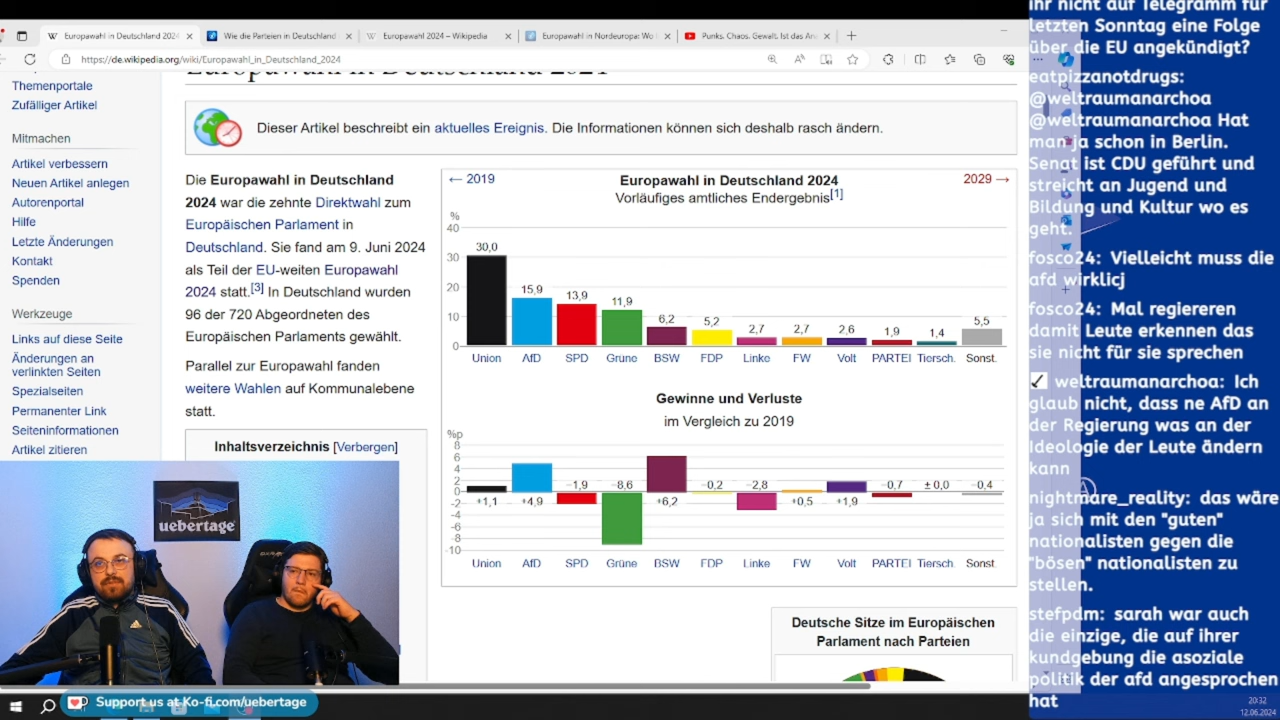 Europawahl in Deutschland 2024
Wie die Parteien in Deutschland
Europawahl 2024 – Wikipedia
Europawahl in Nordeuropa: Wo
Punks. Chaos. Gewalt. Ist das An
https://de.wikipedia.org/wiki/Europawahl_in_Deutschland_2024
Europawahl in Deutschland 2024
Themenportale
Zufälliger Artikel
Mitmachen
Artikel verbessern
Neuen Artikel anlegen
Autorenportal
Hilfe
Letzte Änderungen
Kontakt
Spenden
Werkzeuge
Links auf diese Seite
Änderungen an
verlinkten Seiten
Spezialseiten
Permanenter Link
Seiteninformationen
Artikel zitieren
Dieser Artikel beschreibt ein aktuelles Ereignis. Die Informationen können sich deshalb rasch ändern.
Die Europawahl in Deutschland
2024 war die zehnte Direktwahl zum
Europäischen Parlament in
Deutschland. Sie fand am 9. Juni 2024
als Teil der EU-weiten Europawahl
2024 statt.[3] In Deutschland wurden
96 der 720 Abgeordneten des
Europäischen Parlaments gewählt.
Parallel zur Europawahl fanden
weitere Wahlen auf Kommunalebene
statt.
Inhaltsverzeichnis [Verbergen]
← 2019 Europawahl in Deutschland 2024 2029 →
Vorläufiges amtliches Endergebnis[1]
%
40
30
20
10
0
30,0 15,9 13,9 11,9 6,2 5,2 2,7 2,7 2,6 1,9 1,4 5,5
Union AfD SPD Grüne BSW FDP Linke FW Volt PARTEI Tiersch. Sonst.
Gewinne und Verluste
im Vergleich zu 2019
%p
8
6
4
2
0
-2
-4
-6
-8
-10
+1,1 +4,9 −1,9 −8,6 +6,2 −0,2 −2,8 +0,5 +1,9 −0,7 ± 0,0 −0,4
Union AfD SPD Grüne BSW FDP Linke FW Volt PARTEI Tiersch. Sonst.
Deutsche Sitze im Europäischen
Parlament nach Parteien
uebertage
Support us at Ko-fi.com/uebertage
ihr nicht auf Telegramm für
letzten Sonntag eine Folge
über die EU angekündigt?
eatpizzanotdrugs:
@weltraumanarchoa
@weltraumanarchoa Hat
man ja schon in Berlin.
Senat ist CDU geführt und
streicht an Jugend und
Bildung und Kultur wo es
geht.
fosco24: Vielleicht muss die
afd wirklicj
fosco24: Mal regiereren
damit Leute erkennen das
sie nicht für sie sprechen
weltraumanarchoa: Ich
glaub nicht, dass ne AfD an
der Regierung was an der
Ideologie der Leute ändern
kann
nightmare_reality: das wäre
ja sich mit den "guten"
nationalisten gegen die
"bösen" nationalisten zu
stellen.
stefpdm: sarah war auch
die einzige, die auf ihrer
kundgebung die asoziale
politik der afd angesprochen
hat
20:32
12.06.2024